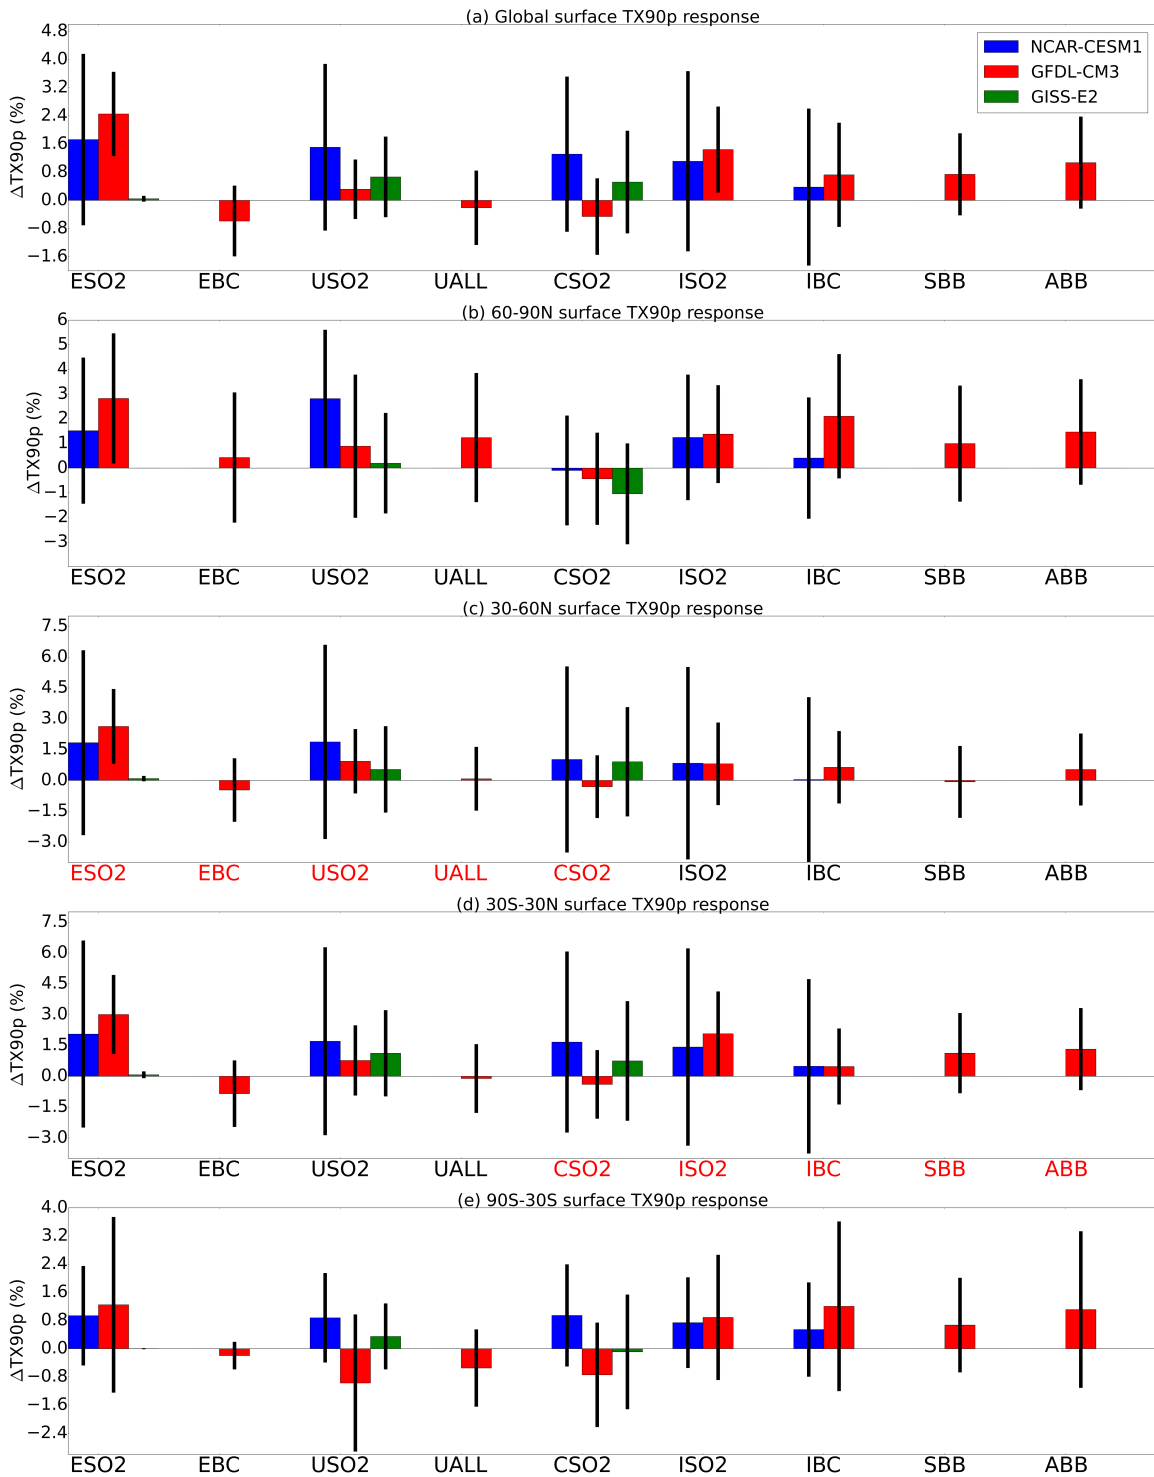 (a) Global surface TX90p response
NCAR-CESM1
GFDL-CM3
GISS-E2
ΔTX90p (%)
4.8
4.0
3.2
2.4
1.6
0.8
0.0
−0.8
−1.6
ESO2 EBC USO2 UALL CSO2 ISO2 IBC SBB ABB
(b) 60-90N surface TX90p response
ΔTX90p (%)
6
5
4
3
2
1
0
−1
−2
−3
ESO2 EBC USO2 UALL CSO2 ISO2 IBC SBB ABB
(c) 30-60N surface TX90p response
ΔTX90p (%)
7.5
6.0
4.5
3.0
1.5
0.0
−1.5
−3.0
ESO2 EBC USO2 UALL CSO2 ISO2 IBC SBB ABB
(d) 30S-30N surface TX90p response
ΔTX90p (%)
7.5
6.0
4.5
3.0
1.5
0.0
−1.5
−3.0
ESO2 EBC USO2 UALL CSO2 ISO2 IBC SBB ABB
(e) 90S-30S surface TX90p response
ΔTX90p (%)
4.0
3.2
2.4
1.6
0.8
0.0
−0.8
−1.6
−2.4
ESO2 EBC USO2 UALL CSO2 ISO2 IBC SBB ABB